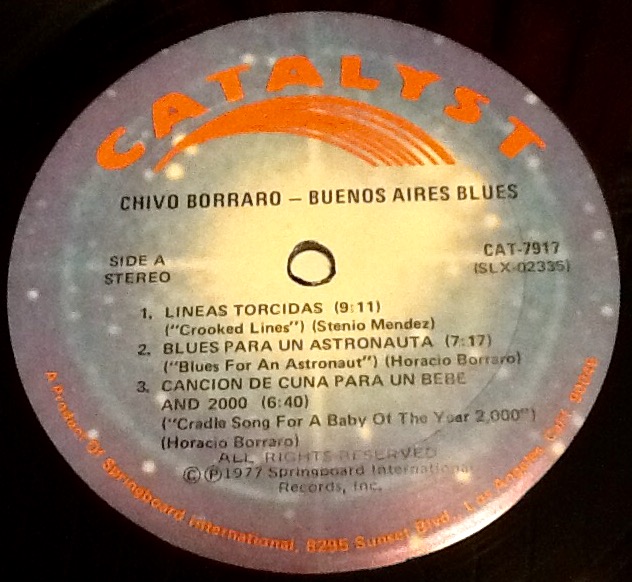 CATALYST
CHIVO BORRARO – BUENOS AIRES BLUES
SIDE A
STEREO
CAT-7917
(SLX-02335)
1. LINEAS TORCIDAS (9:11)
("Crooked Lines") (Stenio Mendez)
2. BLUES PARA UN ASTRONAUTA (7:17)
("Blues For An Astronaut") (Horacio Borraro)
3. CANCION DE CUNA PARA UN BEBE
AND 2000 (6:40)
("Cradle Song For A Baby Of The Year 2,000")
(Horacio Borraro)
ALL RIGHTS RESERVED
©℗1977 Springboard International
Records, Inc.
A Product Of Springboard International, 8295 Sunset Blvd., Los Angeles, Calif. 90046